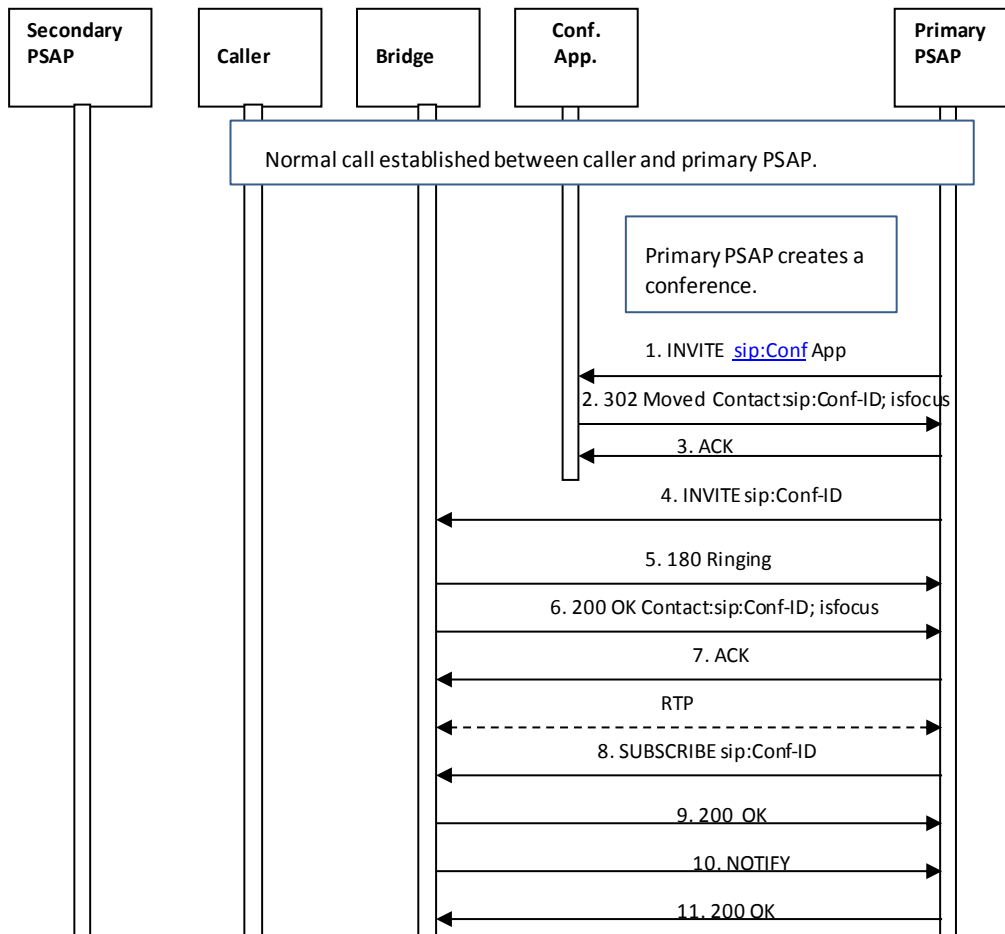 Secondary PSAP
Caller
Bridge
Conf. App.
Primary PSAP
Normal call established between caller and primary PSAP.
Primary PSAP creates a
conference.
1. INVITE sip:Conf App
2. 302 Moved Contact:sip:Conf-ID; isfocus
3. ACK
4. INVITE sip:Conf-ID
5. 180 Ringing
6. 200 OK Contact:sip:Conf-ID; isfocus
7. ACK
RTP
8. SUBSCRIBE sip:Conf-ID
9. 200 OK
10. NOTIFY
11. 200 OK